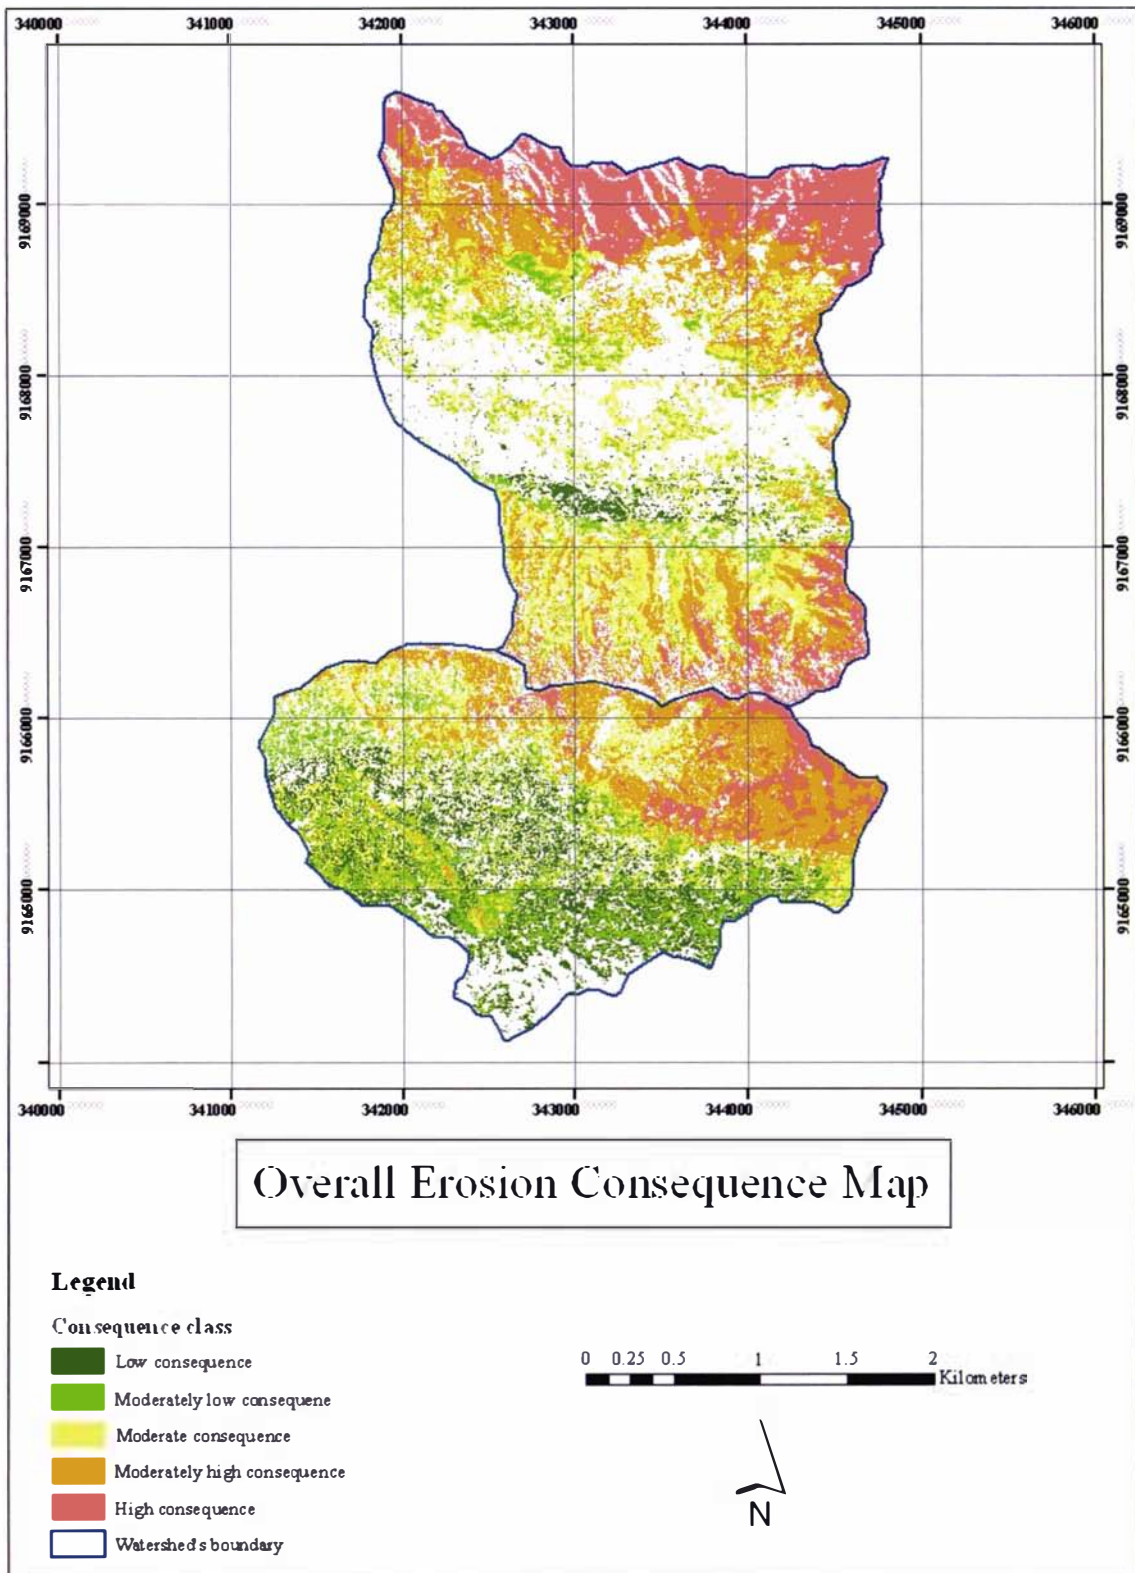 340000 341000 342000 343000 344000 345000 346000
9169000 9169000
9168000 9168000
9167000 9167000
9166000 9166000
9165000 9165000
340000 341000 342000 343000 344000 345000 346000
Overall Erosion Consequence Map
Legend
Consequence class
Low consequence
Moderately low consequene
Moderate consequence
Moderately high consequence
High consequence
Watershed's boundary
0 0.25 0.5 1 1.5 2
Kilometers
N